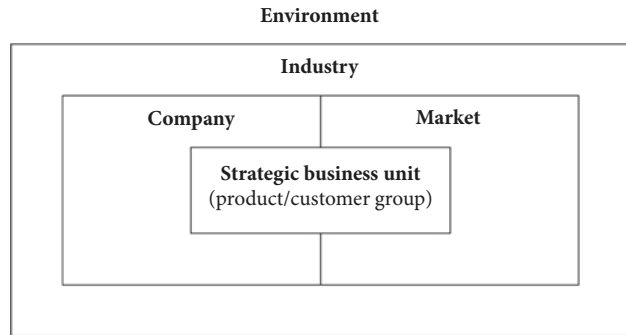 Environment
Industry
Company
Market
Strategic business unit
(product/customer group)